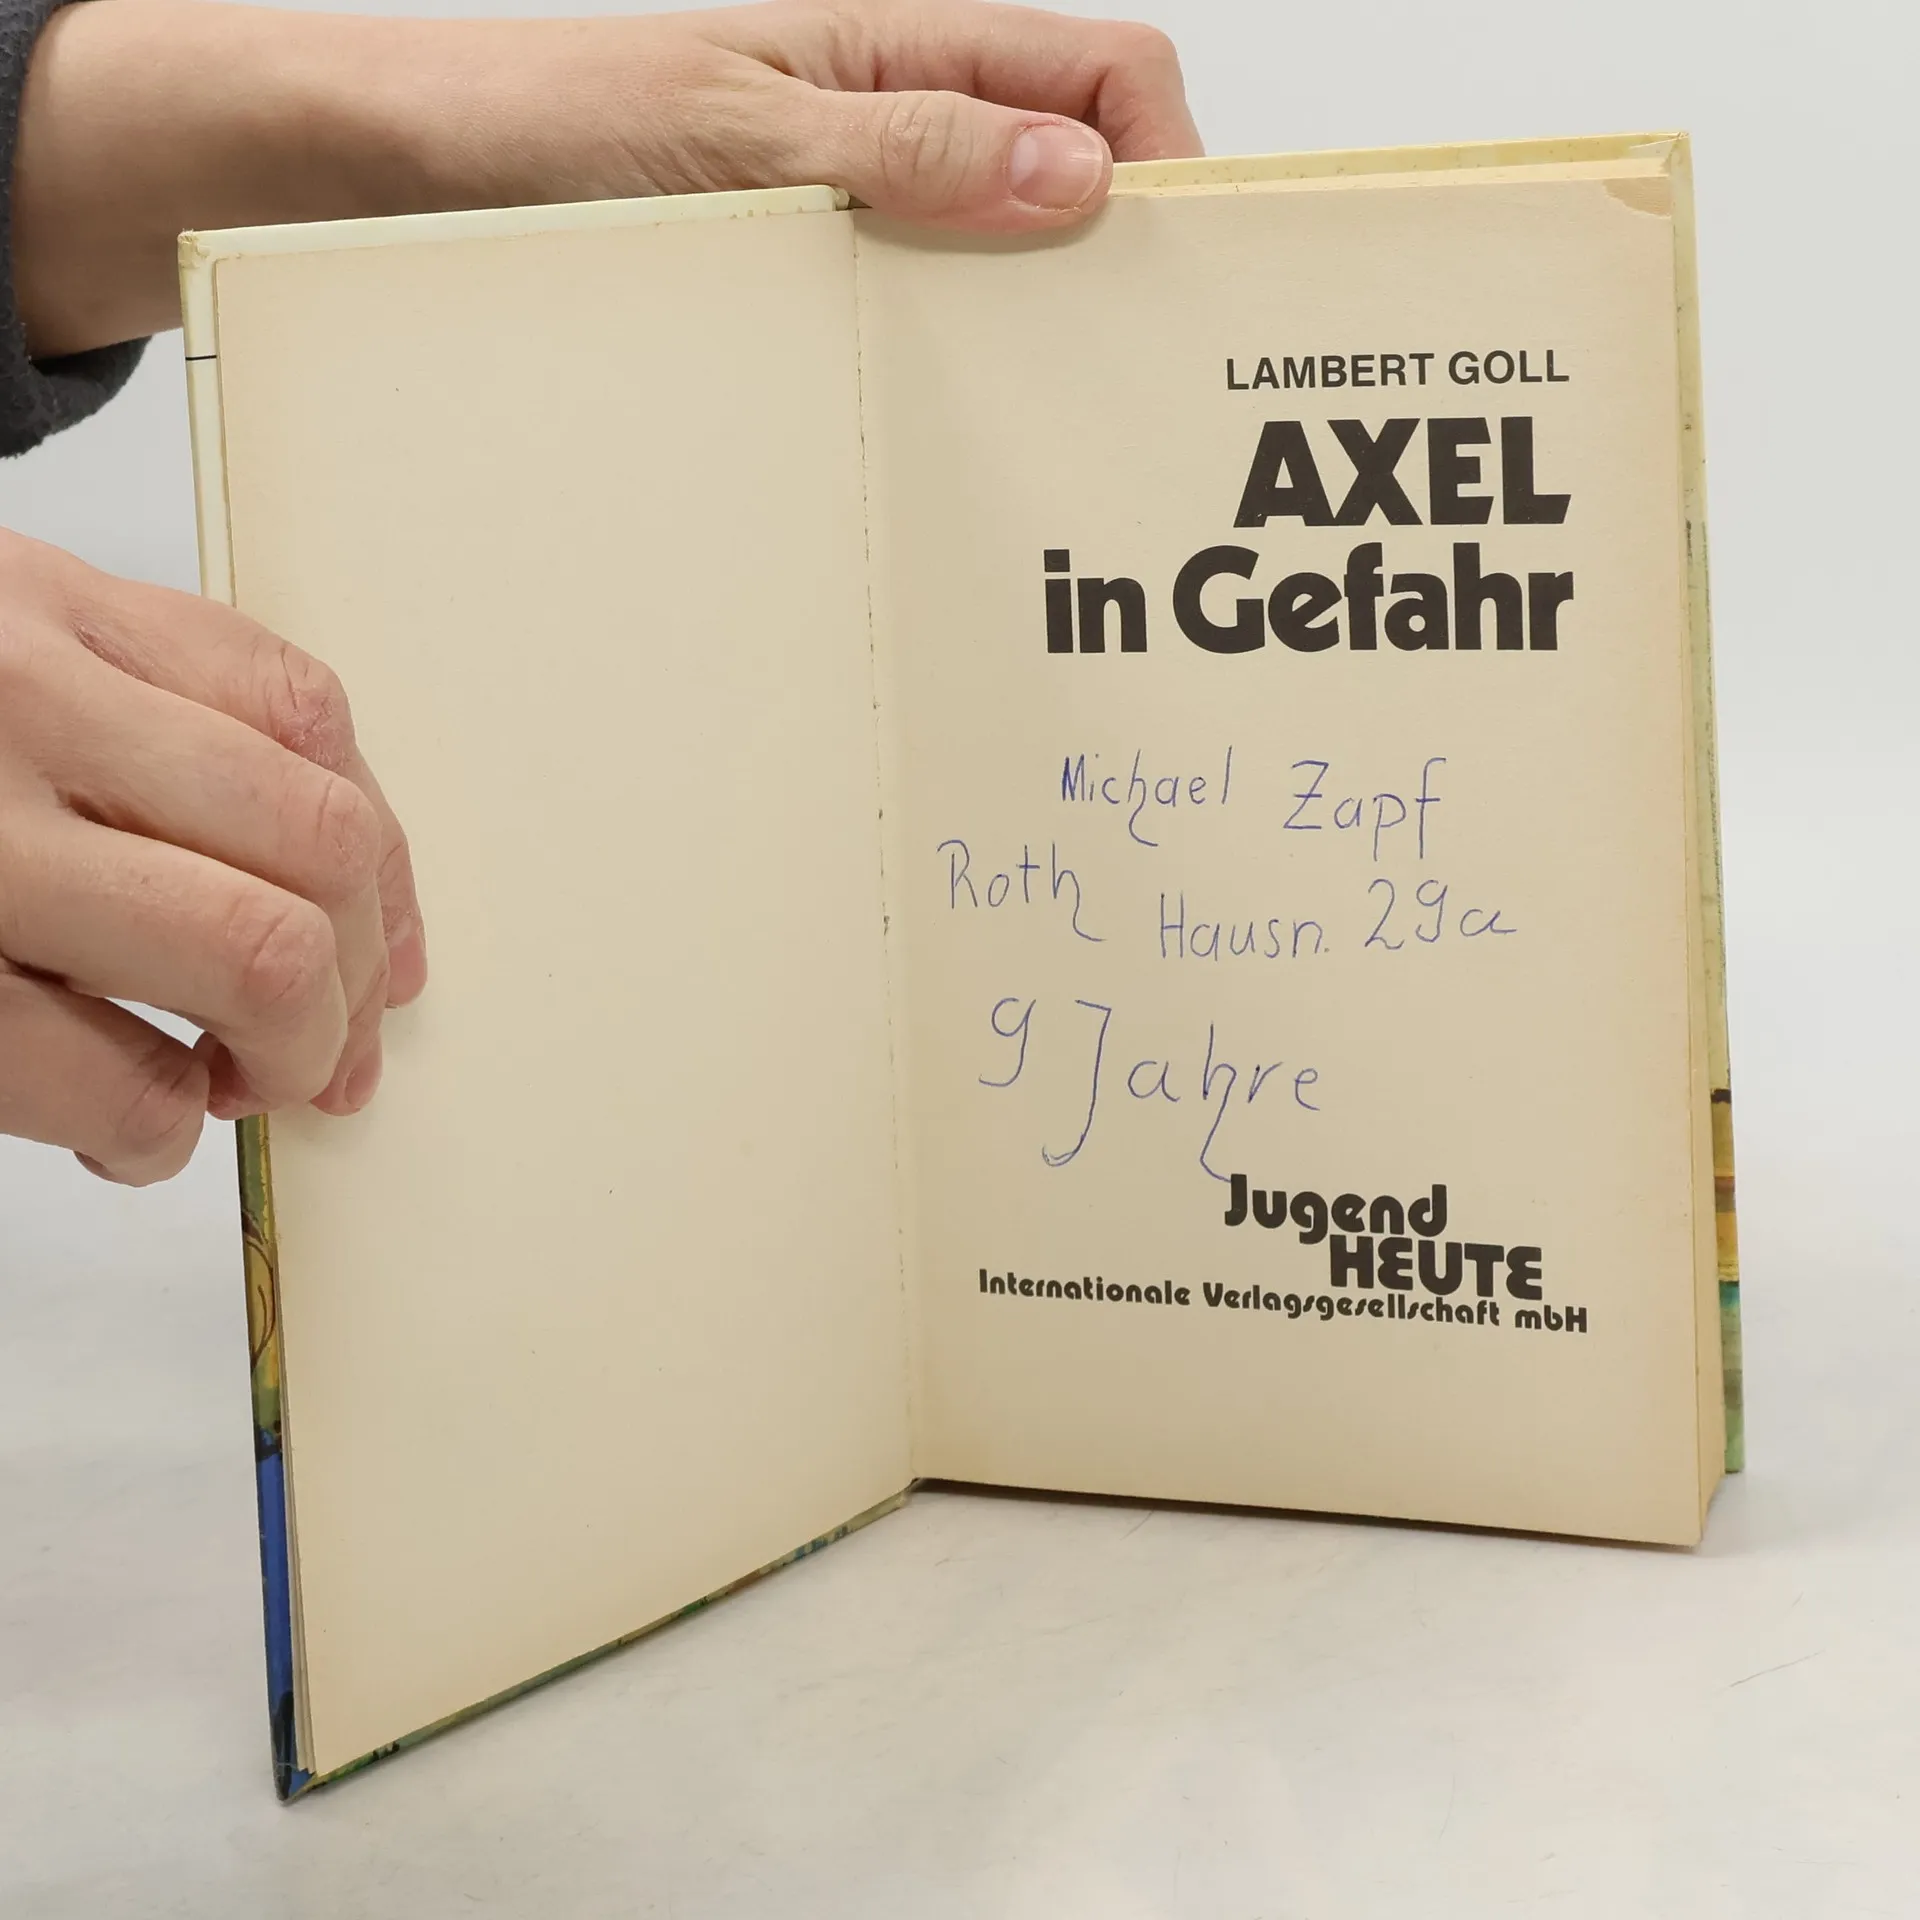 LAMBERT GOLL
AXEL
in Gefahr
Michael Zapf
Roth Hausn. 29a
9 Jahre
Jugend
HEUTE
Internationale Verlagsgesellschaft mbH